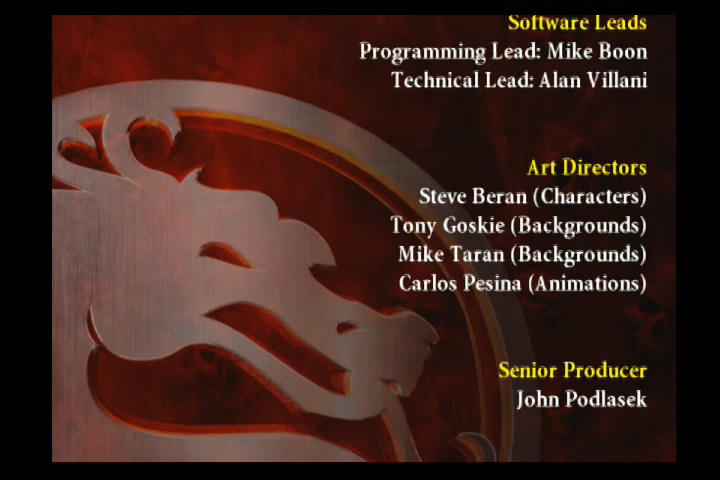 Software Leads
Programming Lead: Mike Boon
Technical Lead: Alan Villani
Art Directors
Steve Beran (Characters)
Tony Goskie (Backgrounds)
Mike Taran (Backgrounds)
Carlos Pesina (Animations)
Senior Producer
John Podlasek